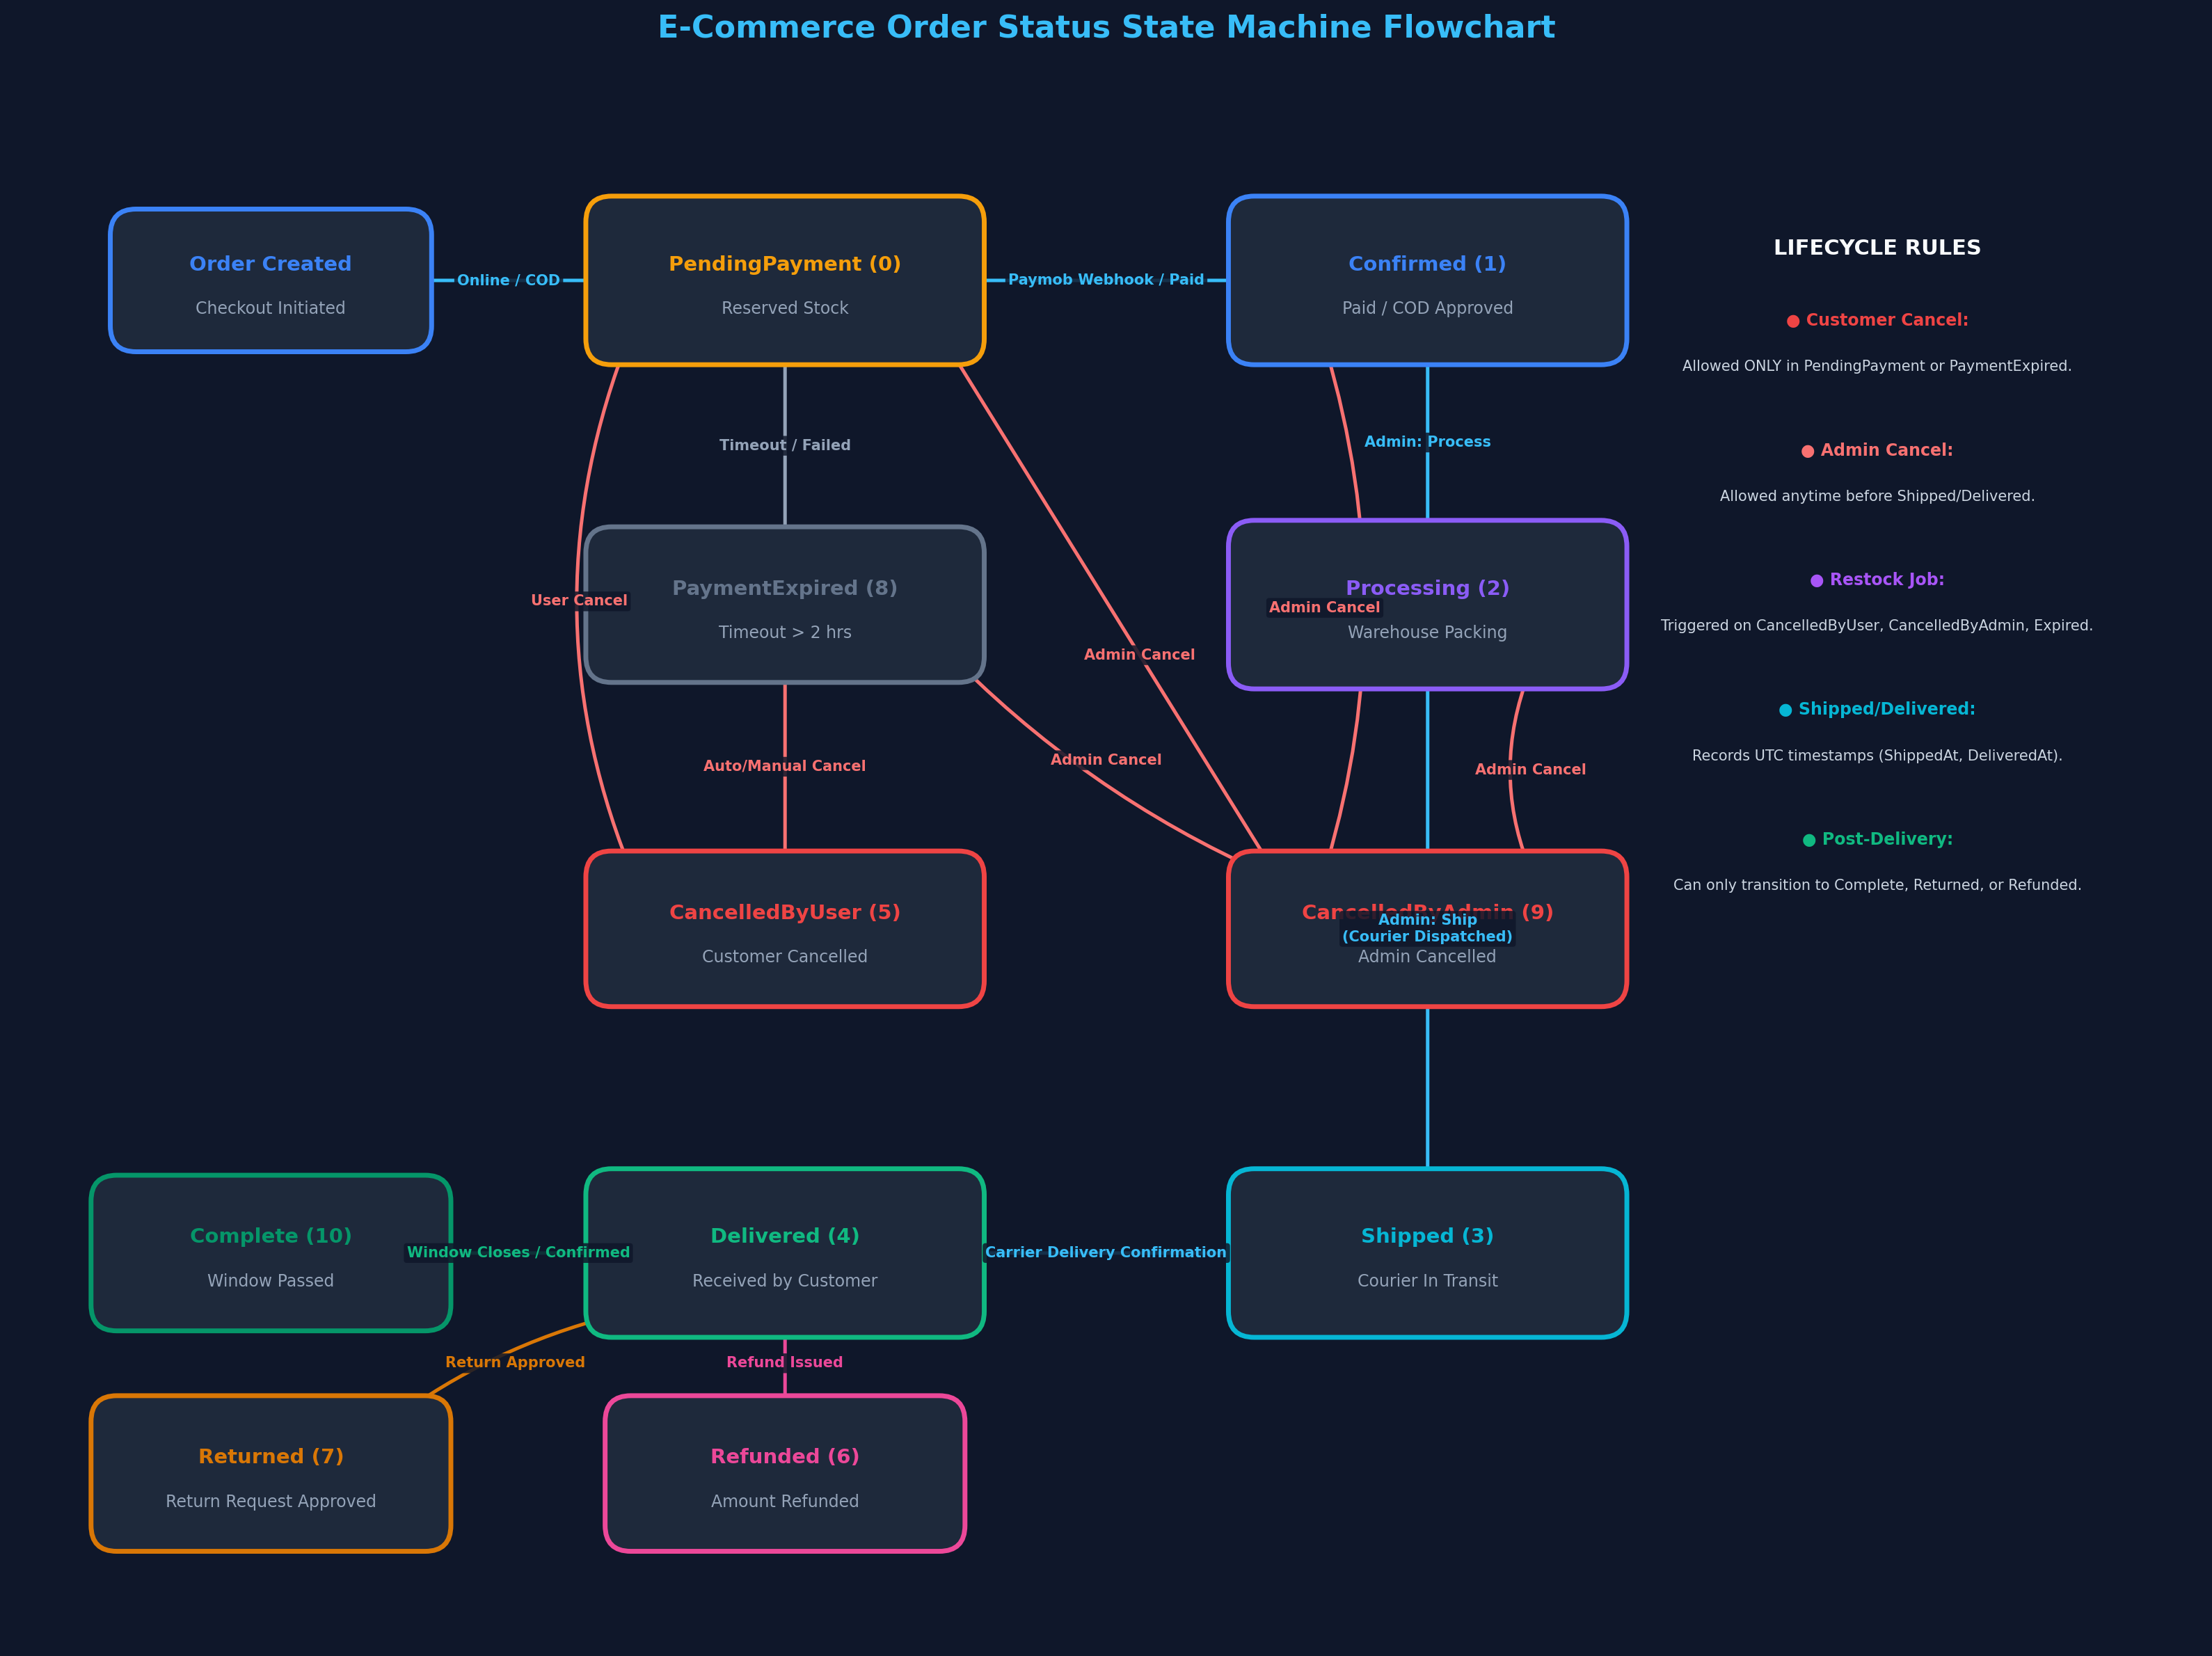 E-Commerce Order Status State Machine Flowchart
Order Created
Checkout Initiated
Online / COD
PendingPayment (0)
Reserved Stock
Paymob Webhook / Paid
Confirmed (1)
Paid / COD Approved
Timeout / Failed
Admin: Process
PaymentExpired (8)
Timeout > 2 hrs
User Cancel
Processing (2)
Warehouse Packing
Admin Cancel
Admin Cancel
Auto/Manual Cancel
Admin Cancel
Admin Cancel
CancelledByUser (5)
Customer Cancelled
CancelledByAdmin (9)
Admin: Ship
(Courier Dispatched)
Admin Cancelled
Complete (10)
Window Passed
Window Closes / Confirmed
Delivered (4)
Received by Customer
Carrier Delivery Confirmation
Shipped (3)
Courier In Transit
Return Approved
Refund Issued
Returned (7)
Return Request Approved
Refunded (6)
Amount Refunded
LIFECYCLE RULES
● Customer Cancel:
Allowed ONLY in PendingPayment or PaymentExpired.
● Admin Cancel:
Allowed anytime before Shipped/Delivered.
● Restock Job:
Triggered on CancelledByUser, CancelledByAdmin, Expired.
● Shipped/Delivered:
Records UTC timestamps (ShippedAt, DeliveredAt).
● Post-Delivery:
Can only transition to Complete, Returned, or Refunded.